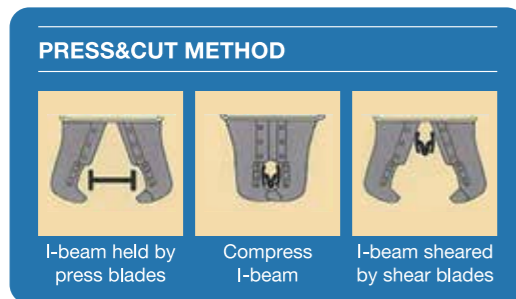 PRESS&CUT METHOD
I-beam held by
press blades
Compress
I-beam
I-beam sheared
by shear blades